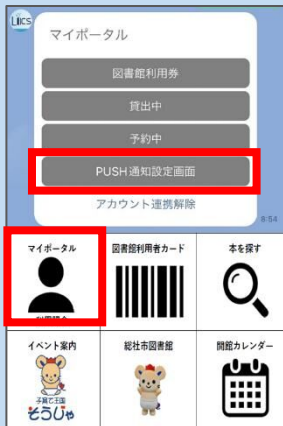 LiCS
マイポータル
図書館利用券
貸出中
予約中
PUSH通知設定画面
アカウント連携解除
8:54
マイポータル
図書館利用者カード
本を探す
イベント案内
総社市図書館
開館カレンダー
子育て王国
そうじゃ